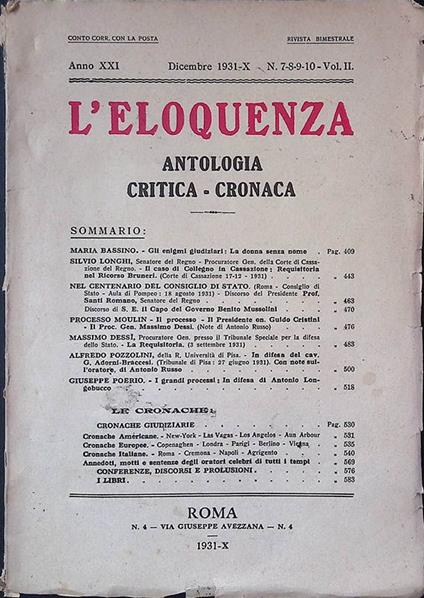 CONTO CORR. CON LA POSTA RIVISTA BIMESTRALE
Anno XXI Dicembre 1931-X - N. 7-8-9-10 - Vol. II.
L'ELOQUENZA
ANTOLOGIA
CRITICA - CRONACA
SOMMARIO:
MARIA BASSINO. - Gli enigmi giudiziari: La donna senza nome . Pag. 409
SILVIO LONGHI, Senatore del Regno - Procuratore Gen. della Corte di Cassa-
zione del Regno. - Il caso di Collegno in Cassazione; Requisitoria
nel Ricorso Bruneri. (Corte di Cassazione 17-12 - 1931) . . „ 443
NEL CENTENARIO DEL CONSIGLIO DI STATO. (Roma - Consiglio di
Stato - Aula di Pompeo: 18 agosto 1931) - Discorso del Presidente Prof.
Santi Romano, Senatore del Regno . . . . . . „ 463
Discorso di S. E. il Capo del Governo Benito Mussolini . . „ 470
PROCESSO MOULIN - Il processo - Il Presidente on. Guido Cristini
- Il Proc. Gen. Massimo Dessì. (Note di Antonio Russo) . . „ 476
MASSIMO DESSÌ, Procuratore Gen. presso il Tribunale Speciale per la difesa
dello Stato. - La Requisitoria. (3 settembre 1931) . . . „ 483
ALFREDO POZZOLINI, della R. Università di Pisa. - In difesa del cav.
G. Adorni-Braccesi. (Tribunale di Pisa: 27 giugno 1931). Con note sul-
l'oratore, di Antonio Russo) . . . . . . . „ 500
GIUSEPPE POERIO. - I grandi processi: In difesa di Antonio Lon-
gobucco . . . . . . . . . „ 518
LE CRONACHE:
CRONACHE GIUDIZIARIE . . . . . . Pag. 530
Cronache Américane. - New-York - Las Vagas - Los Angelos - Aun Arbour „ 531
Cronache Europee. - Copenaghen - Londra - Parigi - Berlino - Vienna . „ 535
Cronache Italiane. - Roma - Cremona - Napoli - Agrigento . . „ 540
Annedoti, motti e sentenze degli oratori celebri di tutti i tempi . „ 569
CONFERENZE, DISCORSI E PROLUSIONI . . . . „ 576
I LIBRI . . . . . . . . . „ 583
ROMA
N. 4 — VIA GIUSEPPE AVEZZANA — N. 4
1931-X